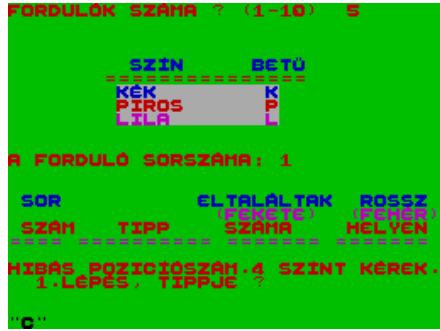 FORDULÓK SZÁMA ? (1-10) 5
SZÍN BETŰ
================
KÉK K
PIROS P
LILA L
A FORDULÓ SORSZÁMA: 1
SOR ELTALÁLTAK ROSSZ
(FEKETE) (FEHÉR)
SZÁM TIPP SZÁMA HELYEN
==== ========== ======= =======
HIBÁS POZICIÓSZÁM.4 SZÍNT KÉREK.
1.LÉPÉS, TIPPJE ?
"C"